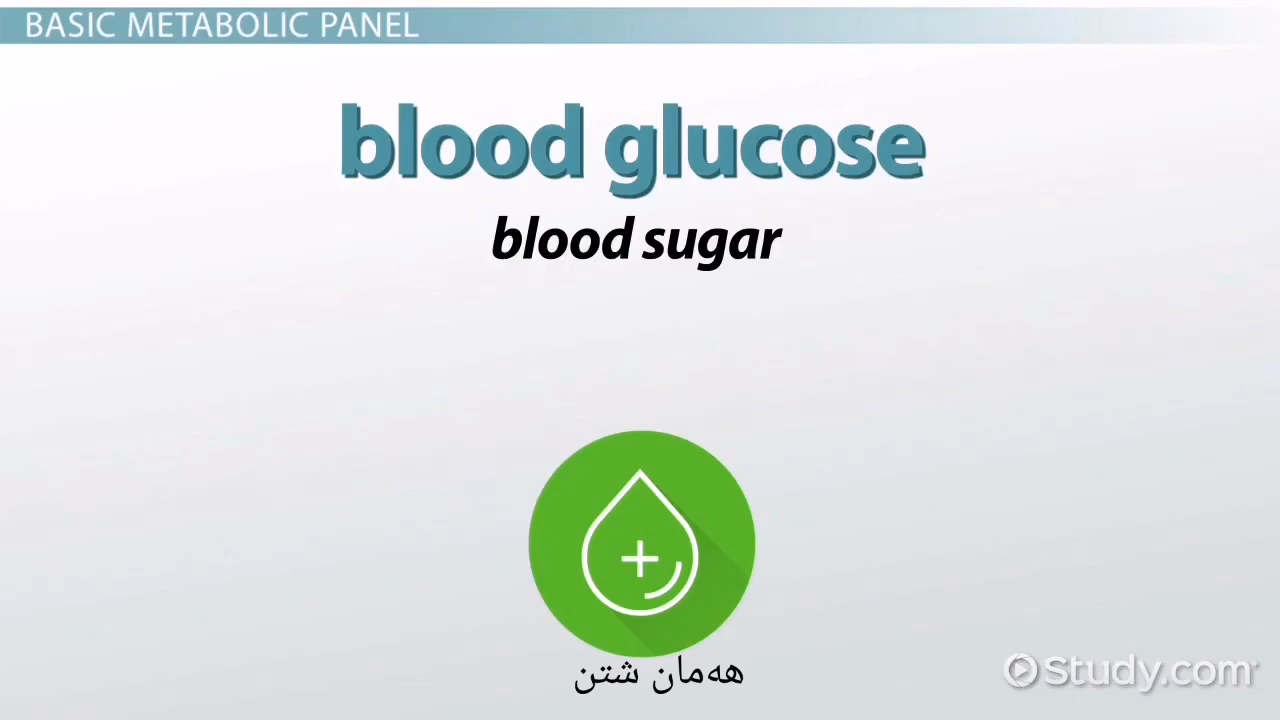 BASIC METABOLIC PANEL
blood glucose
blood sugar
هەمان شتن
Study.com